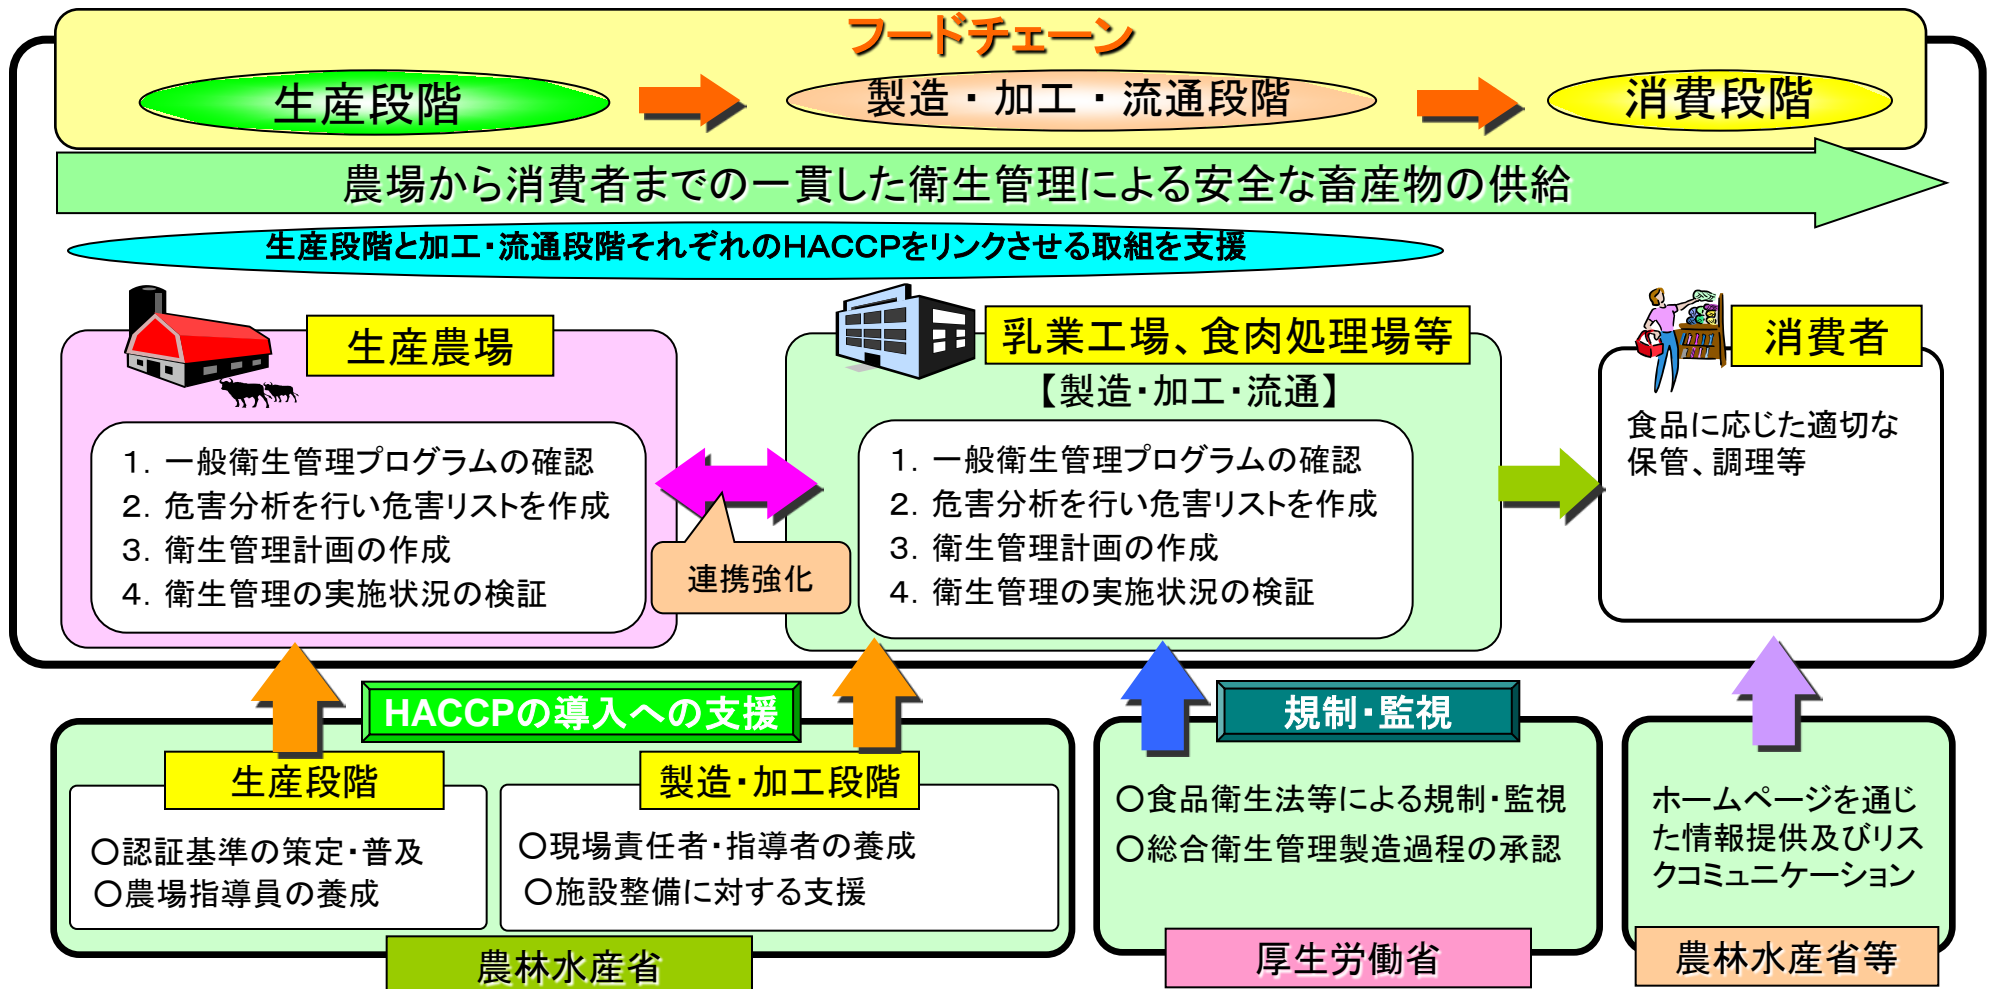 フードチェーン
生産段階
製造・加工・流通段階
消費段階
農場から消費者までの一貫した衛生管理による安全な畜産物の供給
生産段階と加工・流通段階それぞれのHACCPをリンクさせる取組を支援
生産農場
1. 一般衛生管理プログラムの確認
2. 危害分析を行い危害リストを作成
3. 衛生管理計画の作成
4. 衛生管理の実施状況の検証
連携強化
乳業工場、食肉処理場等
【製造・加工・流通】
1. 一般衛生管理プログラムの確認
2. 危害分析を行い危害リストを作成
3. 衛生管理計画の作成
4. 衛生管理の実施状況の検証
消費者
食品に応じた適切な
保管、調理等
HACCPの導入への支援
生産段階
○認証基準の策定・普及
○農場指導員の養成
製造・加工段階
○現場責任者・指導者の養成
○施設整備に対する支援
農林水産省
規制・監視
○食品衛生法等による規制・監視
○総合衛生管理製造過程の承認
厚生労働省
ホームページを通じ
た情報提供及びリス
クコミュニケーション
農林水産省等